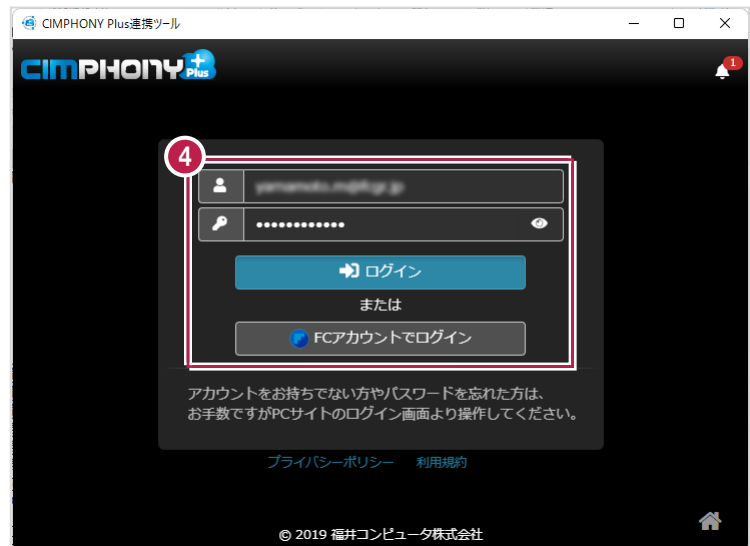 CIMPHONY Plus連携ツール
CIMPHONY Plus
1
4
••••••••••••
ログイン
または
FCアカウントでログイン
アカウントをお持ちでない方やパスワードを忘れた方は、
お手数ですがPCサイトのログイン画面より操作してください。
プライバシーポリシー 利用規約
© 2019 福井コンピュータ株式会社